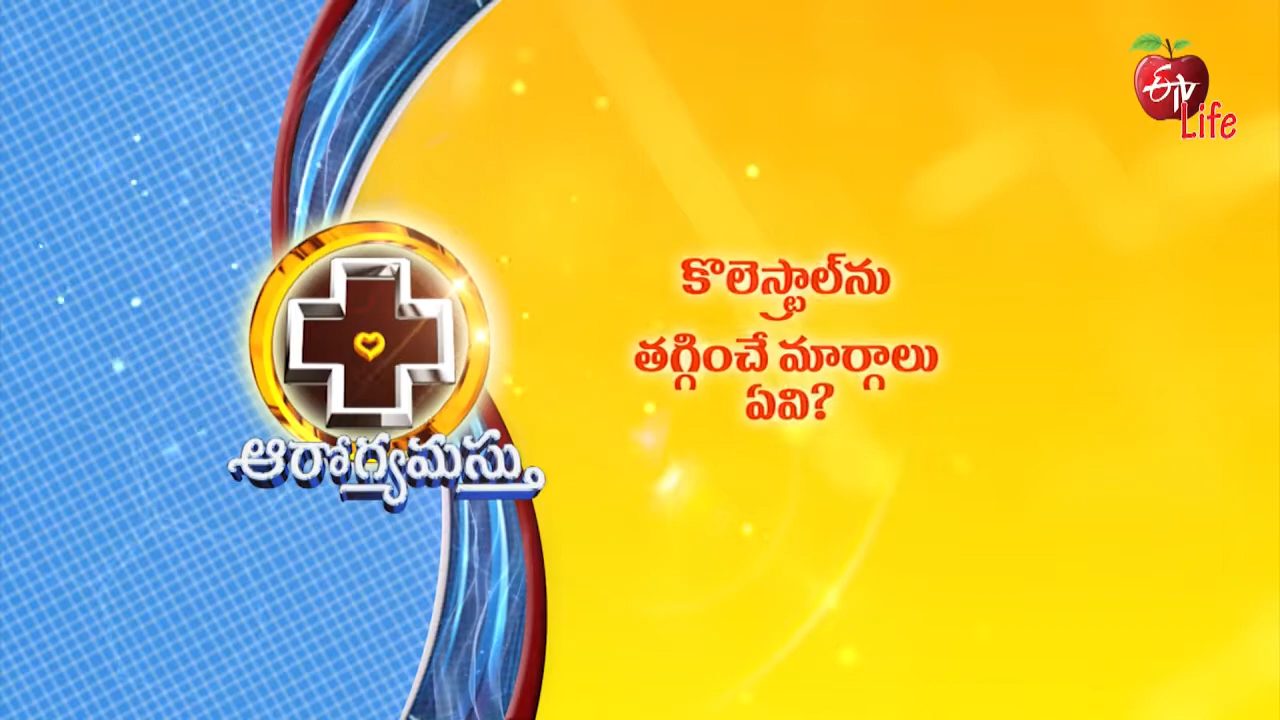 ETV
Life
కొలెస్ట్రాల్‌ను
తగ్గించే మార్గాలు
ఏవి?
ఆరోగ్యమస్తు